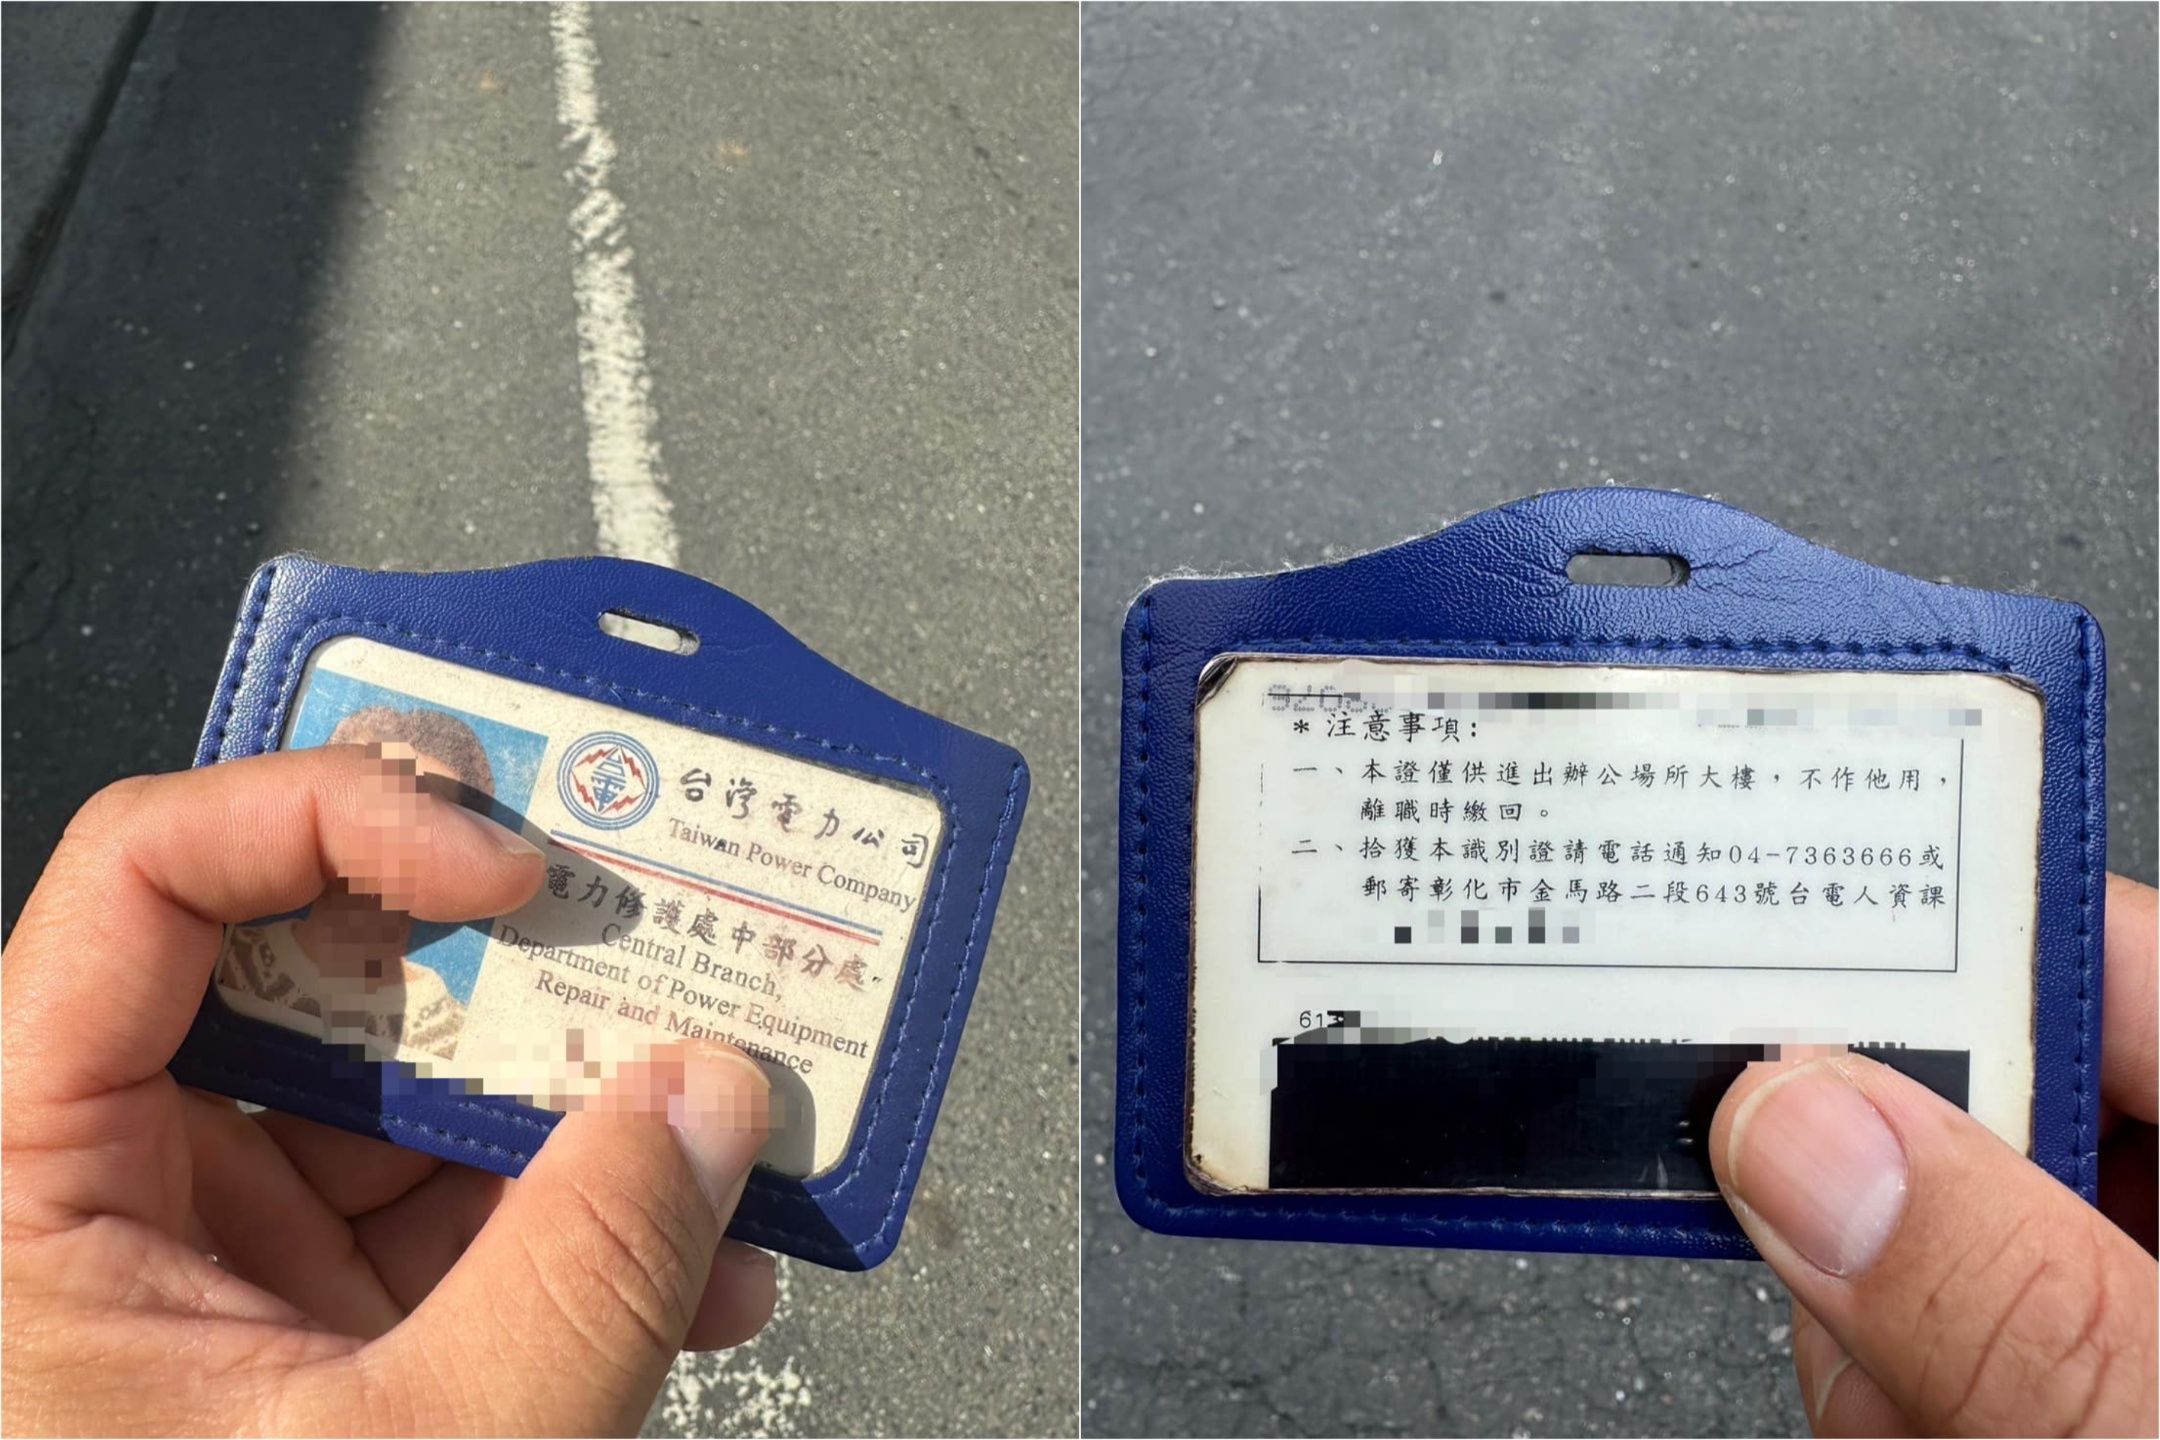 台電
台灣電力公司
Taiwan Power Company
電力修護處中部分處
Central Branch,
Department of Power Equipment
Repair and Maintenance
* 注意事項:
一、本證僅供進出辦公場所大樓，不作他用，
離職時繳回。
二、拾獲本識別證請電話通知04-7363666或
郵寄彰化市金馬路二段643號台電人資課